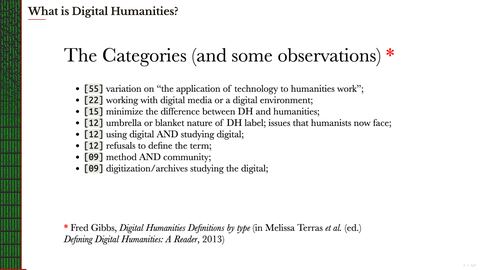 What is Digital Humanities?
The Categories (and some observations) *
• [55] variation on “the application of technology to humanities work”;
• [22] working with digital media or a digital environment;
• [15] minimize the difference between DH and humanities;
• [12] umbrella or blanket nature of DH label; issues that humanists now face;
• [12] using digital AND studying digital;
• [12] refusals to define the term;
• [09] method AND community;
• [09] digitization/archives studying the digital;
* Fred Gibbs, Digital Humanities Definitions by type (in Melissa Terras et al. (ed.)
Defining Digital Humanities: A Reader, 2013)